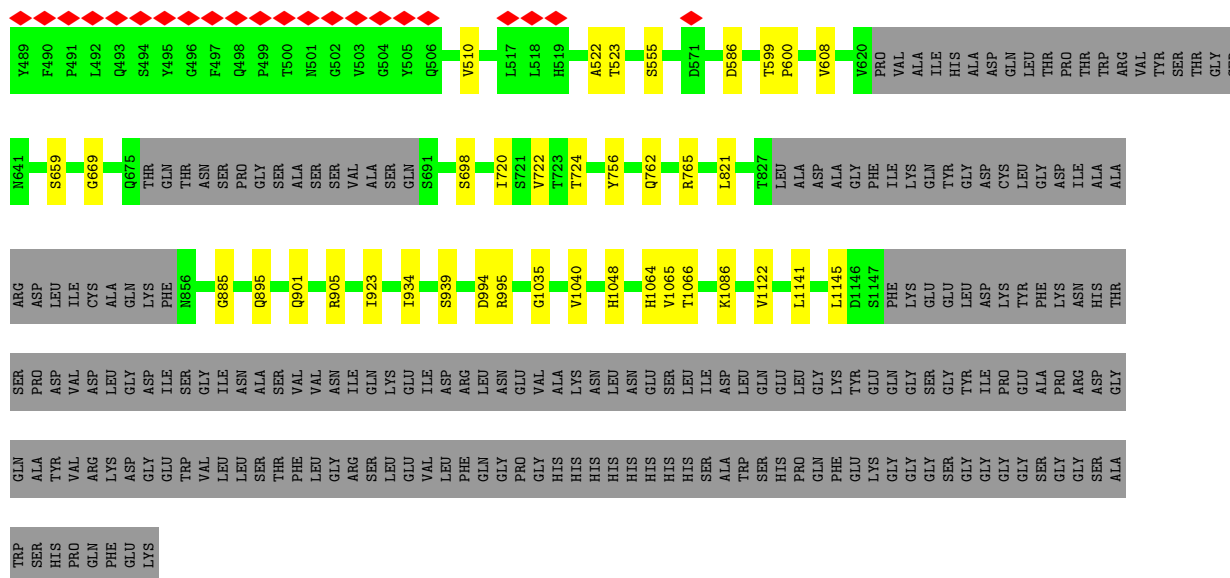 Y489 F490 P491 L492 Q493 S494 Y495 G496 F497 Q498 P499 T500 N501 G502 V503 G504 Y505 Q506 V510 L517 L518 H519 A522 T523 S555 D571 D586 T599 P600 V608 V620 PRO VAL ALA ILE HIS ALA ASP GLN LEU THR PRO THR TRP ARG VAL TYR SER THR GLY
N641 S659 G669 Q675 THR GLN THR ASN SER PRO GLY SER ALA SER SER VAL ALA SER GLN S691 S698 I720 S721 V722 T723 T724 Y756 Q762 R765 L821 T827 LEU ALA ASP ALA GLY PHE ILE LYS GLN TYR GLY ASP CYS LEU GLY ASP ILE ALA ALA
ARG ASP LEU ILE CYS ALA GLN LYS PHE N856 G885 Q895 Q901 R905 I923 I934 S939 D994 R995 G1035 V1040 H1048 H1064 V1065 T1066 K1086 V1122 L1141 L1145 D1146 S1147 PHE LYS GLU GLU LEU ASP LYS TYR PHE LYS ASN HIS THR
SER PRO ASP VAL ASP LEU GLY ASP ILE SER GLY ILE ASN ALA SER VAL VAL ASN ILE GLN LYS GLU ILE ASP ARG LEU ASN GLU VAL ALA LYS ASN LEU ASN GLU SER LEU ILE ASP LEU GLN GLU LEU GLY LYS TYR GLU GLN GLY SER GLY TYR ILE PRO GLU ALA PRO ARG ASP GLY
GLN ALA TYR VAL ARG LYS ASP GLY GLU TRP VAL LEU LEU SER THR PHE LEU GLY ARG SER LEU GLU VAL LEU PHE GLN GLY PRO GLY HIS HIS HIS HIS HIS HIS HIS HIS SER ALA TRP SER HIS PRO GLN PHE GLU LYS GLY GLY GLY SER GLY GLY GLY GLY SER GLY GLY SER ALA
TRP SER HIS PRO GLN PHE GLU LYS